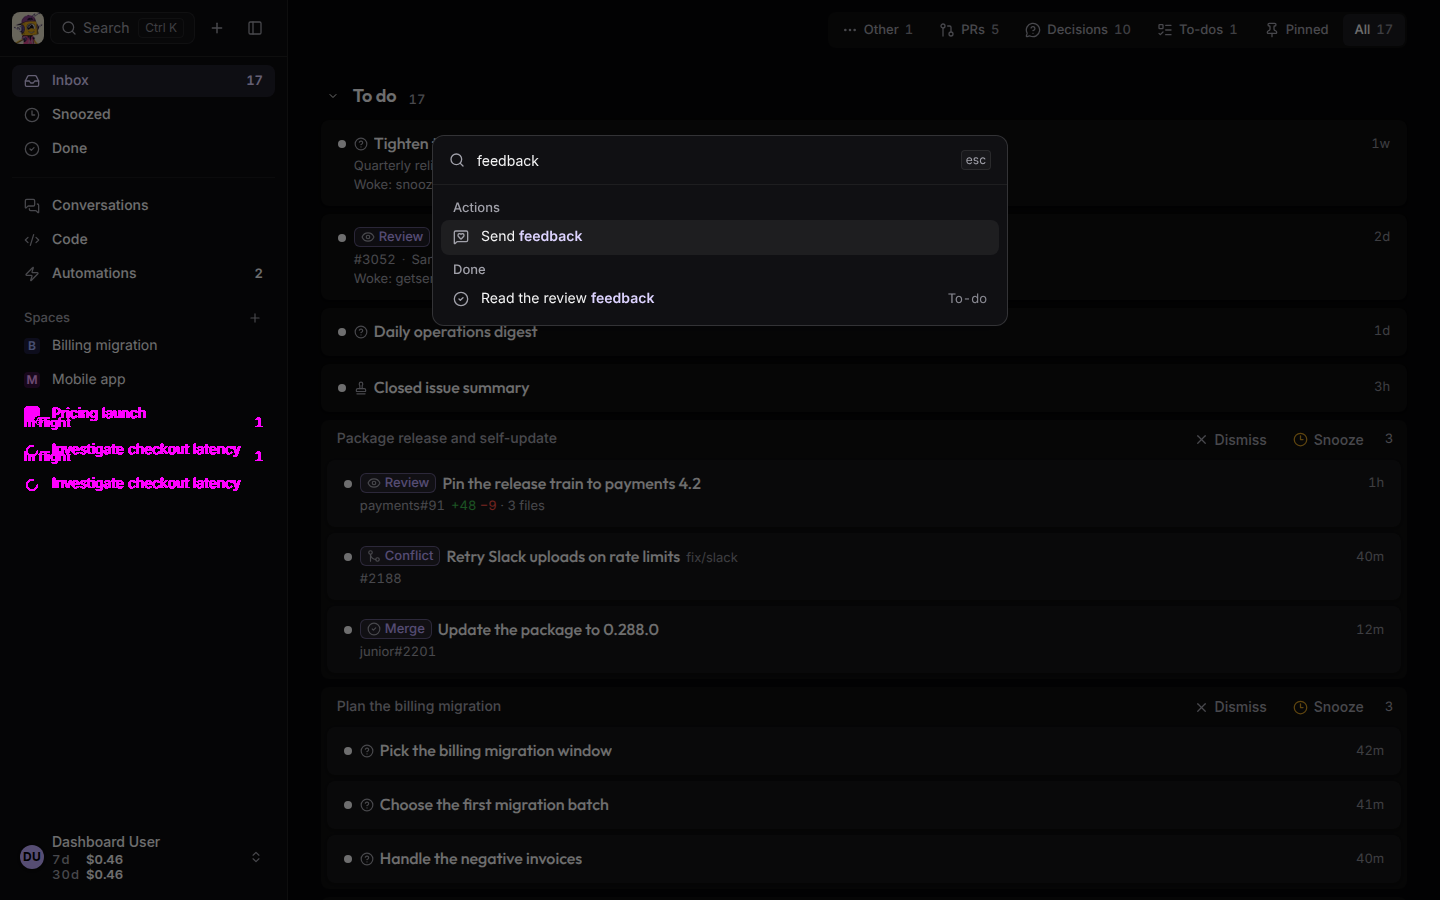 Search Ctrl K
Inbox 17
Snoozed
Done
Conversations
Code
Automations 2
Spaces
B Billing migration
M Mobile app
Pricing launch
In flight 1
Investigate checkout latency
In flight 1
Investigate checkout latency
DU Dashboard User
7d $0.46
30d $0.46
Other 1 PRs 5 Decisions 10 To-dos 1 Pinned All 17
To do 17
Tighten 1w
Quarterly reli
Woke: snooz
feedback esc
Actions
Send feedback
Done
Read the review feedback To-do
Review 2d
#3052 · Sar
Woke: getser
Daily operations digest 1d
Closed issue summary 3h
Package release and self-update Dismiss Snooze 3
Review Pin the release train to payments 4.2 1h
payments#91 +48 −9 · 3 files
Conflict Retry Slack uploads on rate limits fix/slack 40m
#2188
Merge Update the package to 0.288.0 12m
junior#2201
Plan the billing migration Dismiss Snooze 3
Pick the billing migration window 42m
Choose the first migration batch 41m
Handle the negative invoices 40m